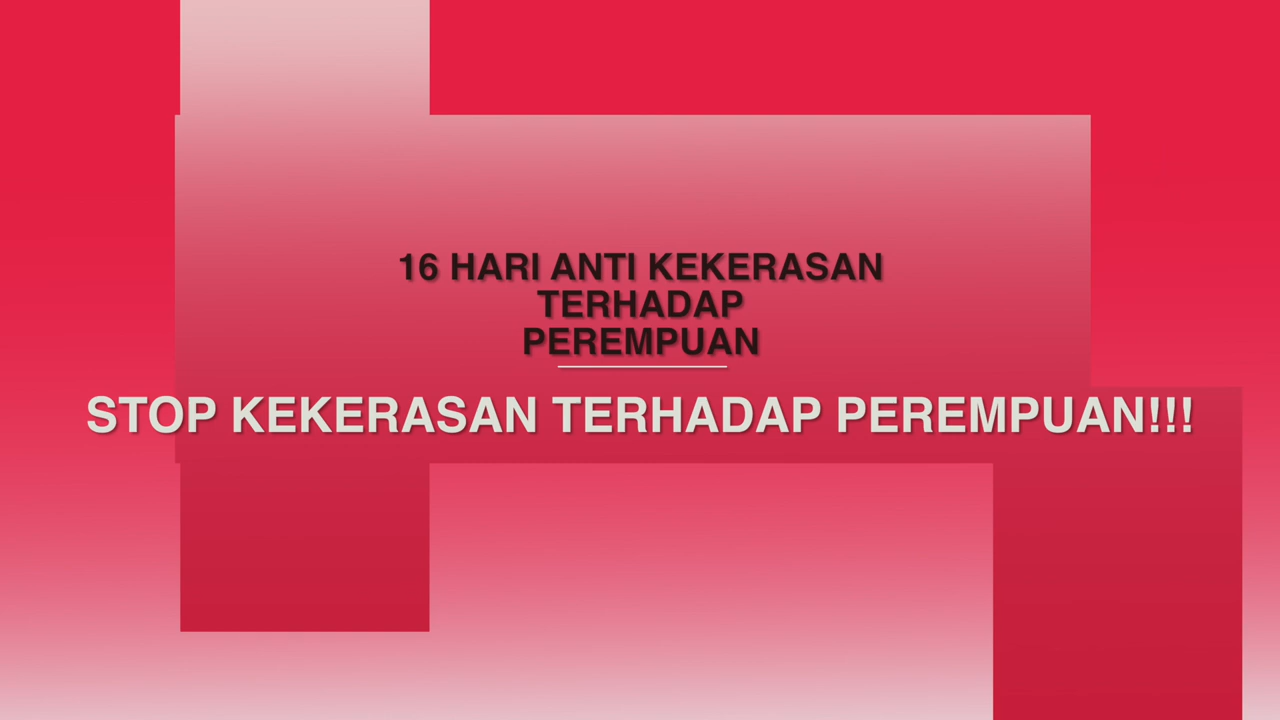 16 HARI ANTI KEKERASAN
TERHADAP
PEREMPUAN
STOP KEKERASAN TERHADAP PEREMPUAN!!!